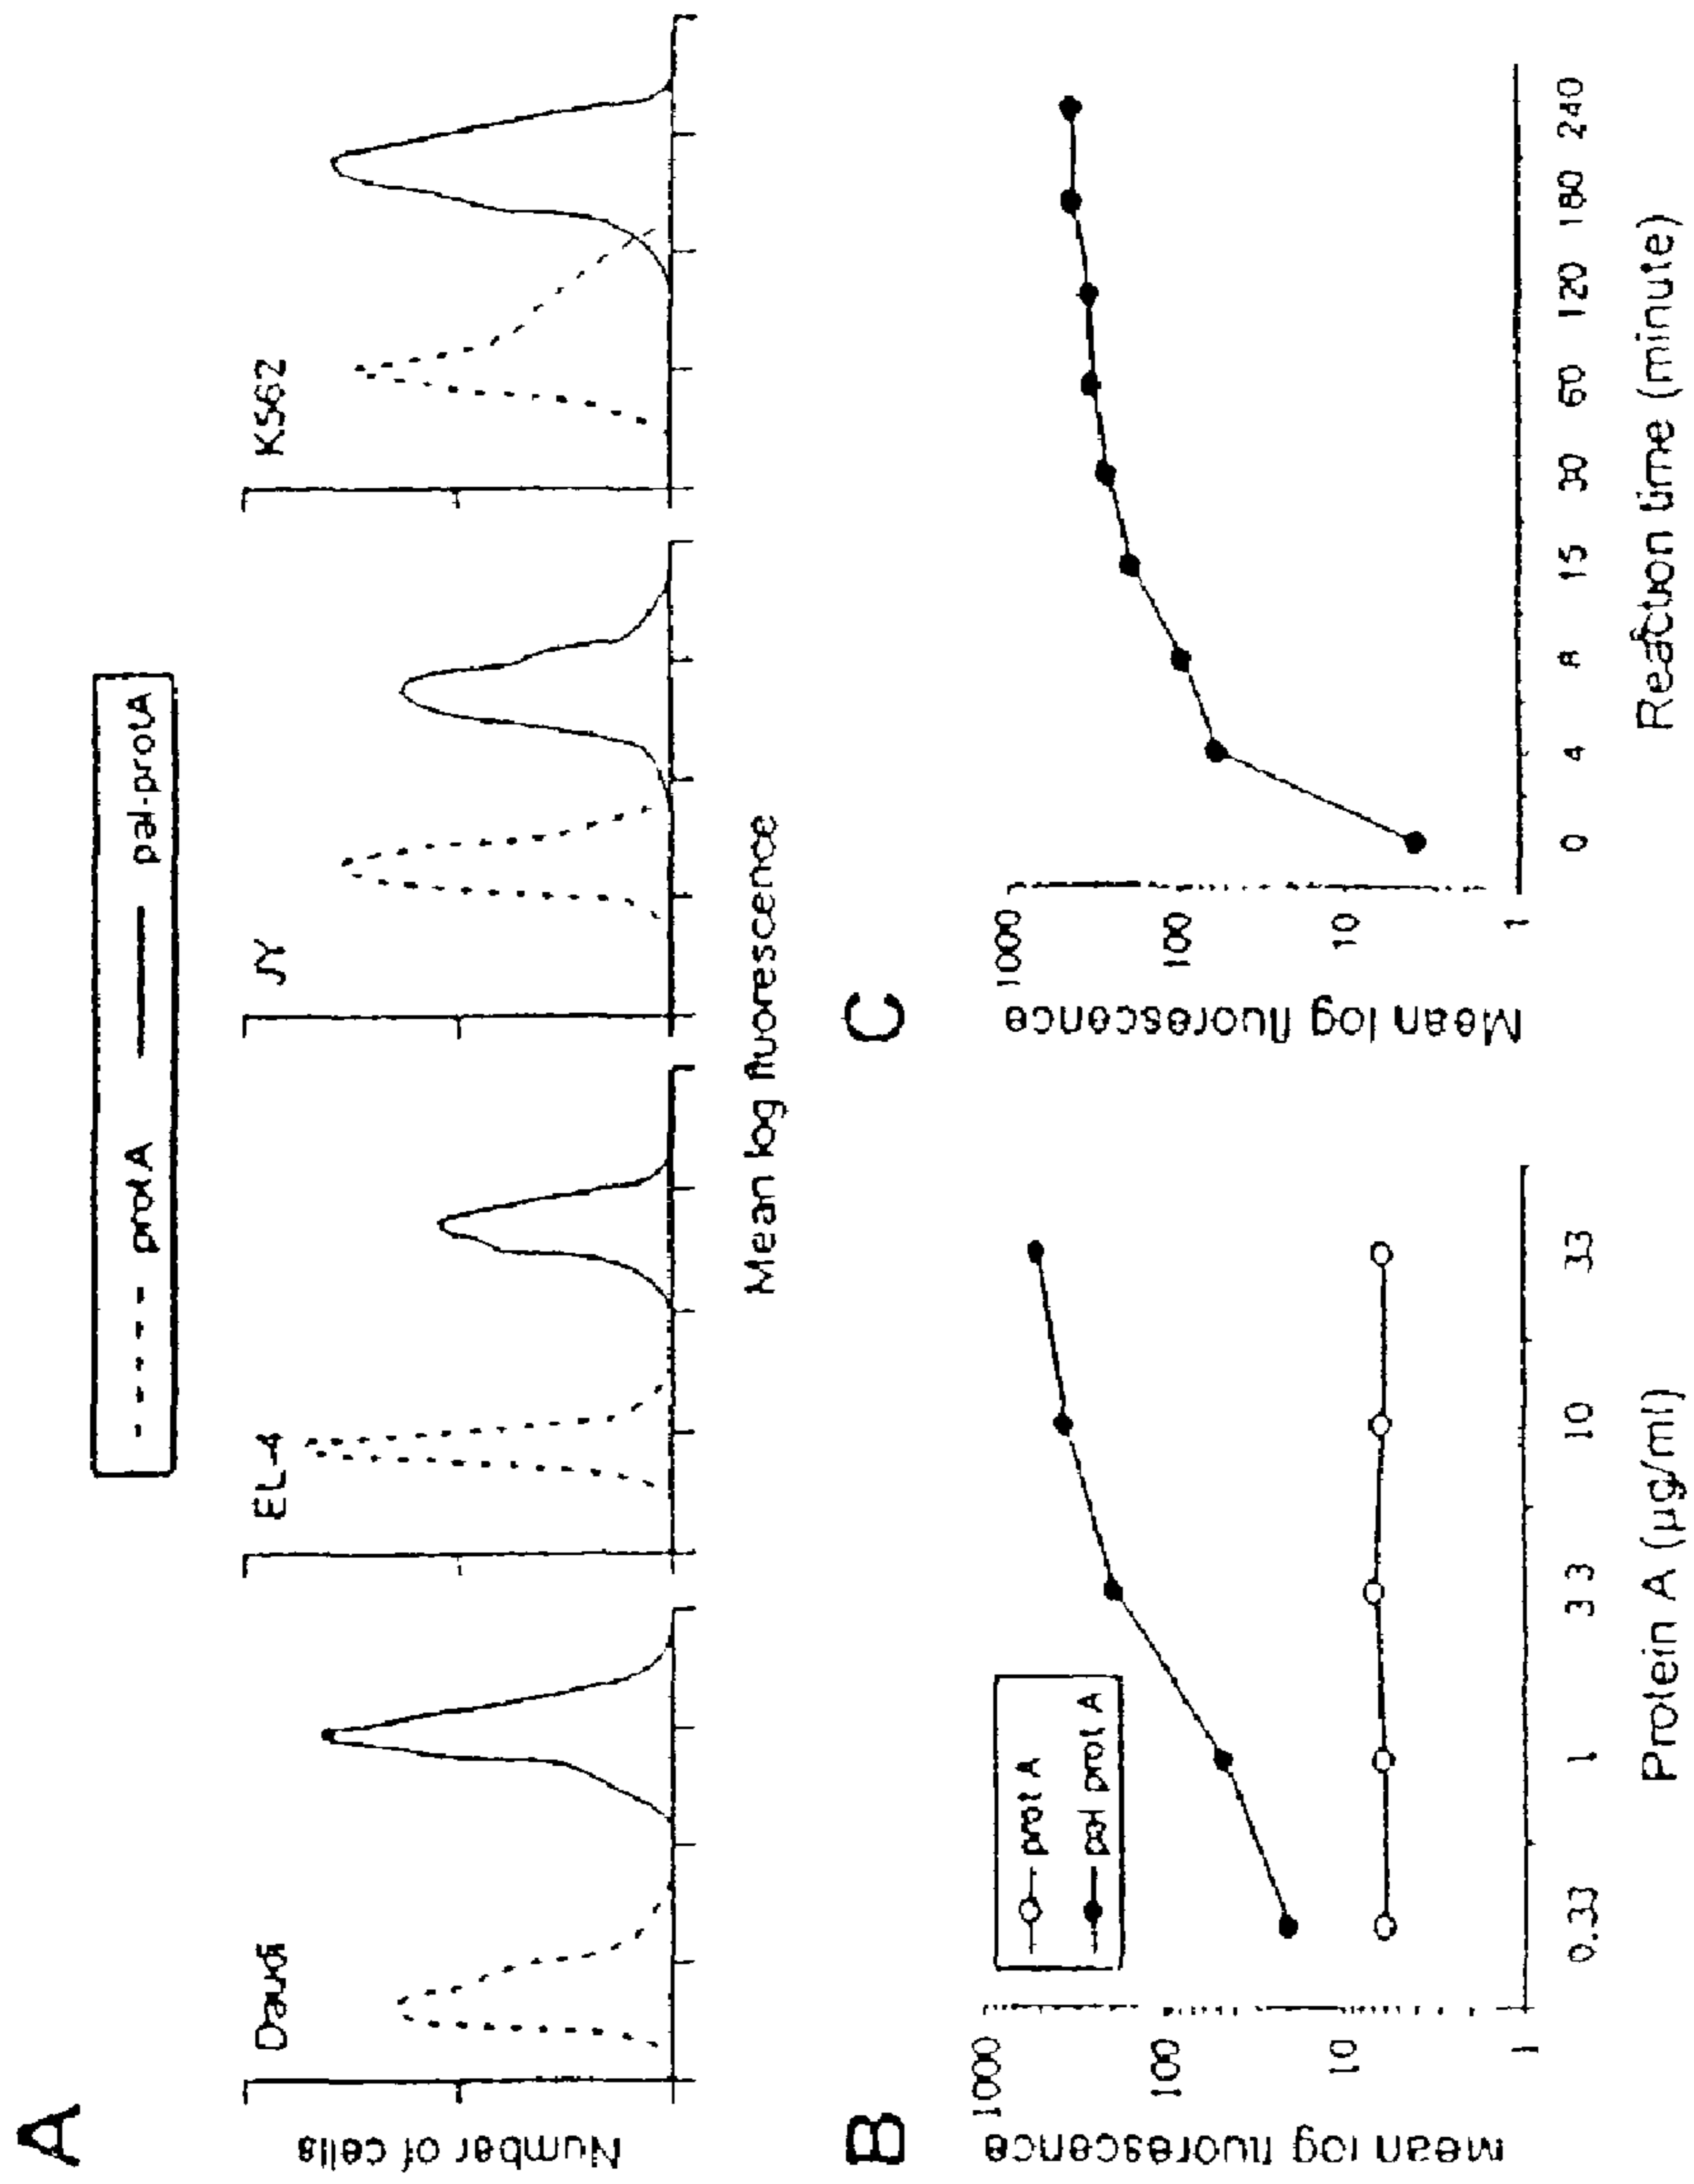 A
prot A pal-protA
Daudi EL-4 JY K562
Number of cells
Mean log fluorescence
B
1000
100
10
1
Mean log fluorescence
prot A
pal prot A
0.33 1 3 3 10 33
Protein A (µg/ml)
C
1000
100
10
1
Mean log fluorescence
0 4 8 15 30 60 120 180 240
Reaction time (minute)